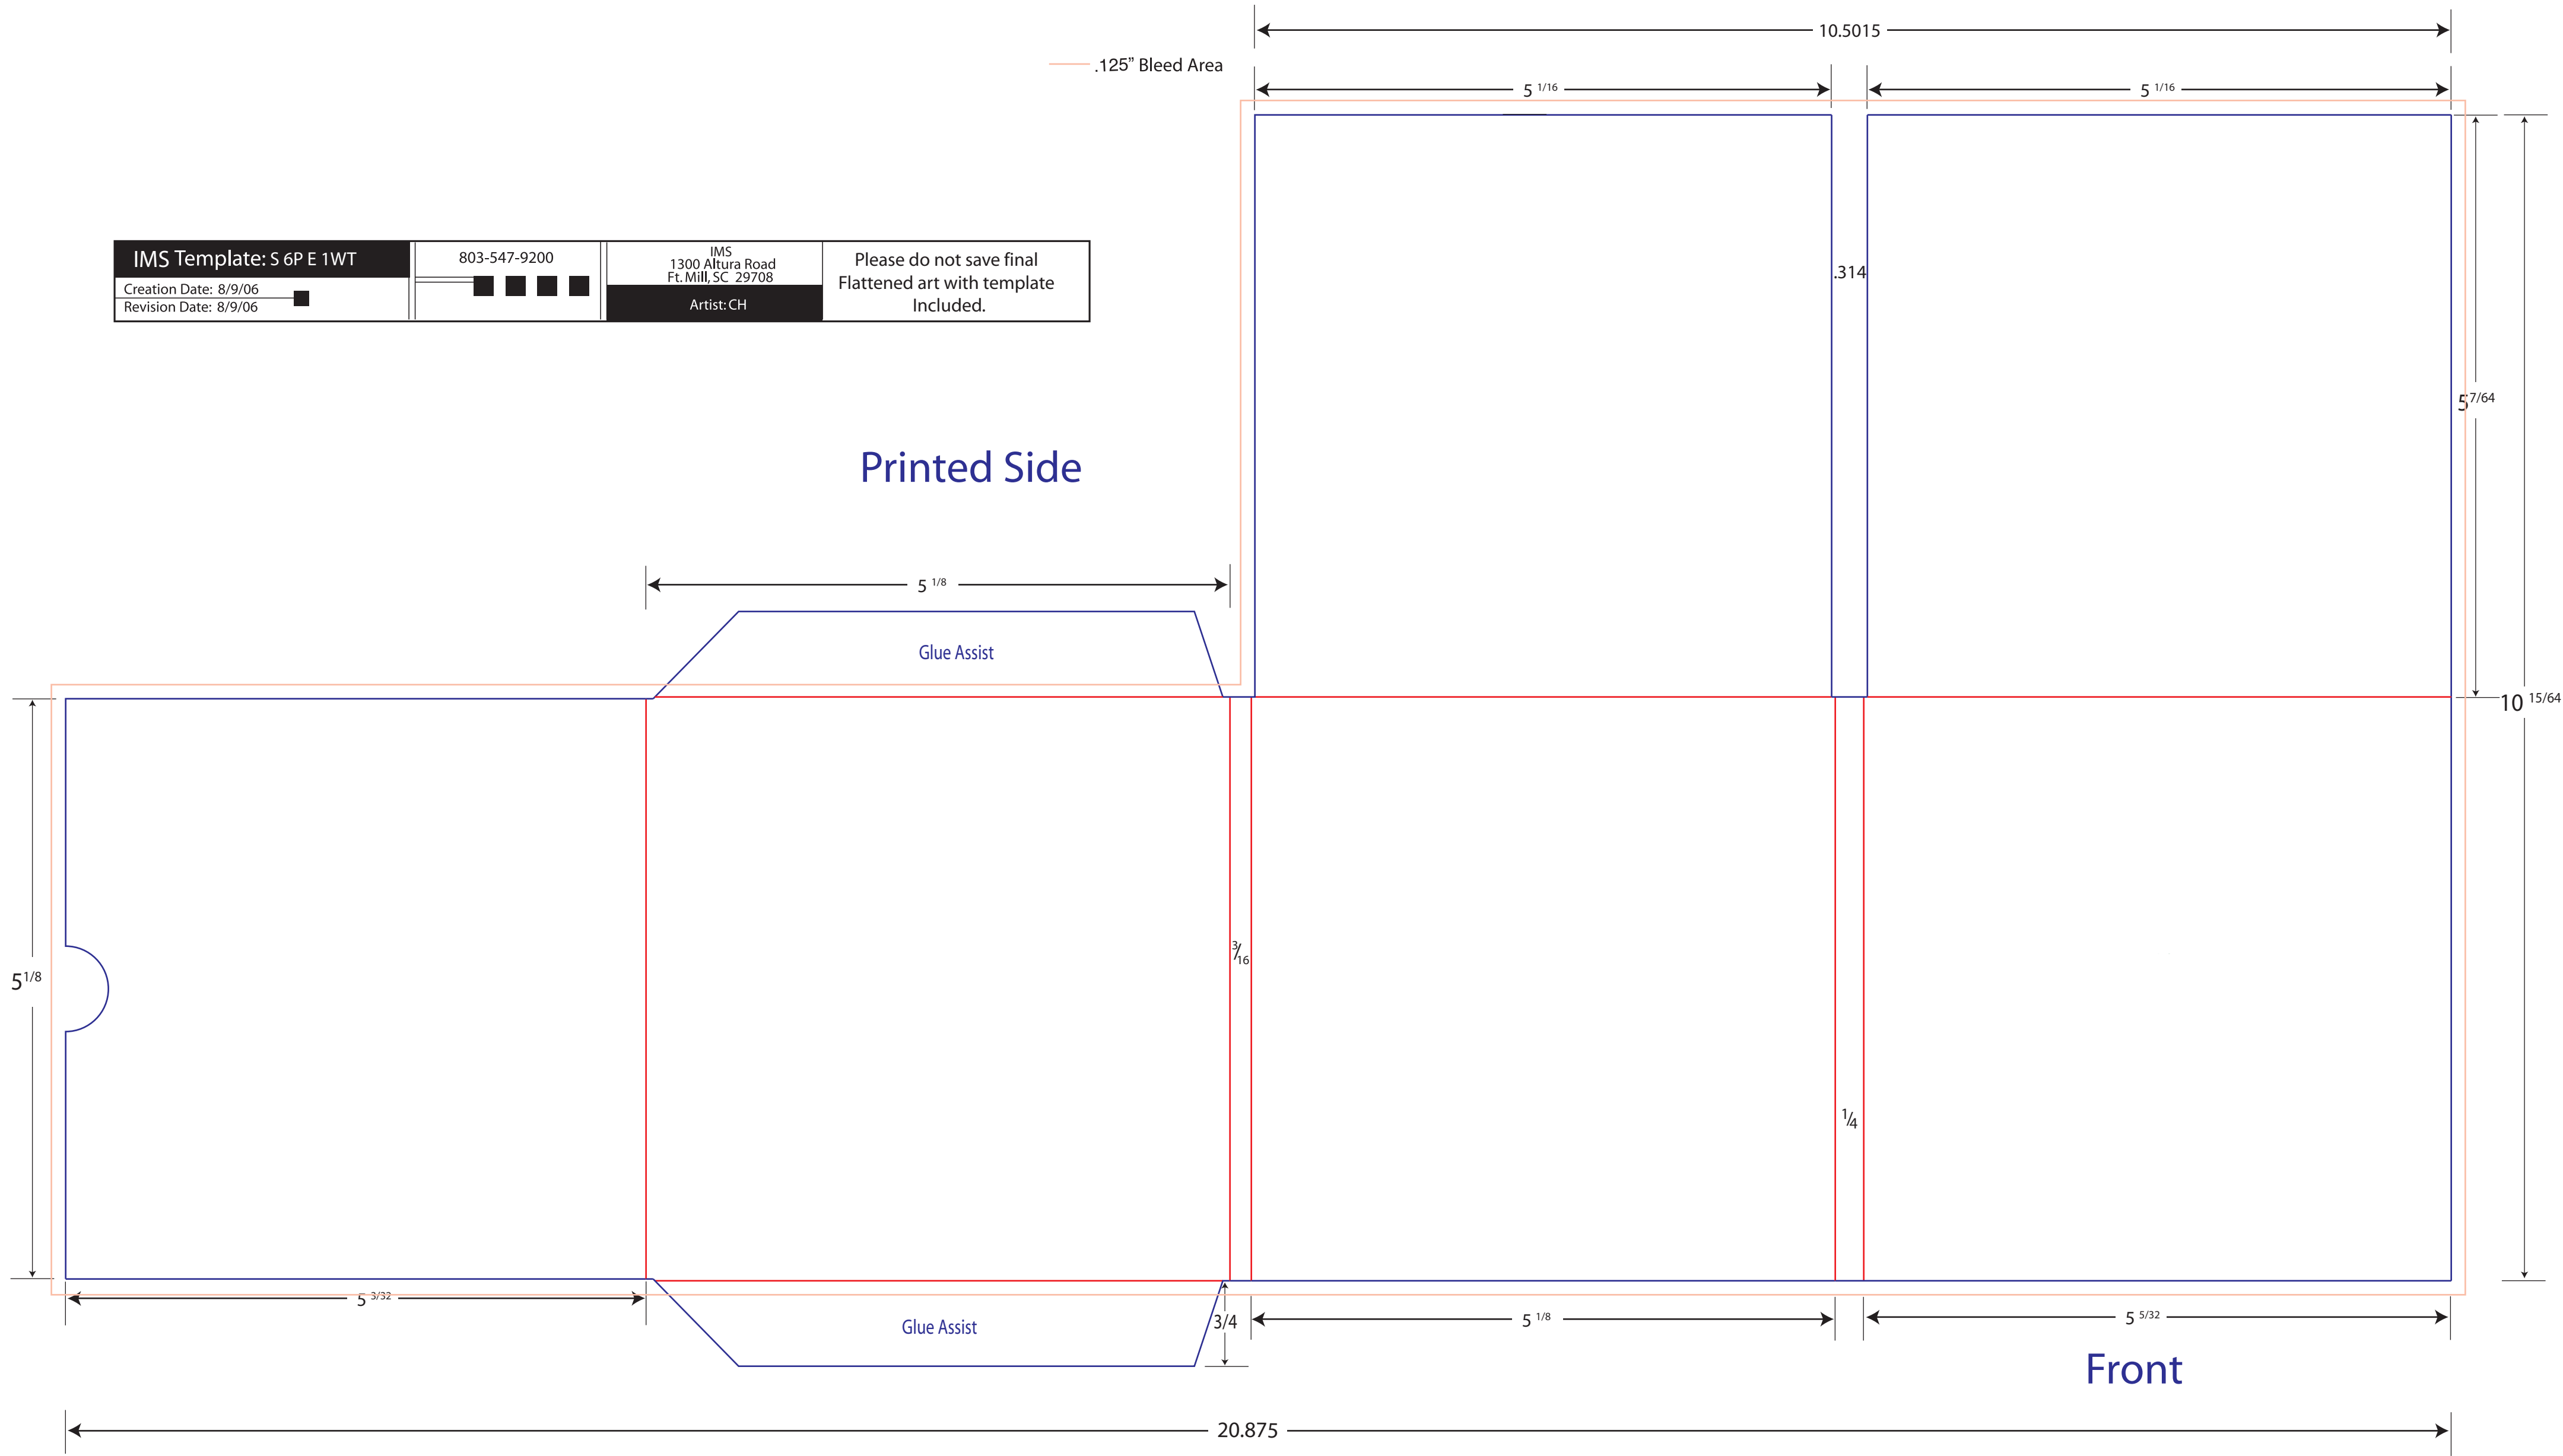 10.5015
.125” Bleed Area
5 1/16
5 1/16
IMS Template: S 6P E 1WT
Creation Date: 8/9/06
Revision Date: 8/9/06
803-547-9200
IMS
1300 Altura Road
Ft. Mill, SC 29708
Artist: CH
Please do not save final
Flattened art with template
Included.
.314
5 7/64
Printed Side
5 1/8
Glue Assist
10 15/64
3/16
5 1/8
1/4
5 3/32
Glue Assist
3/4
5 1/8
5 5/32
Front
20.875